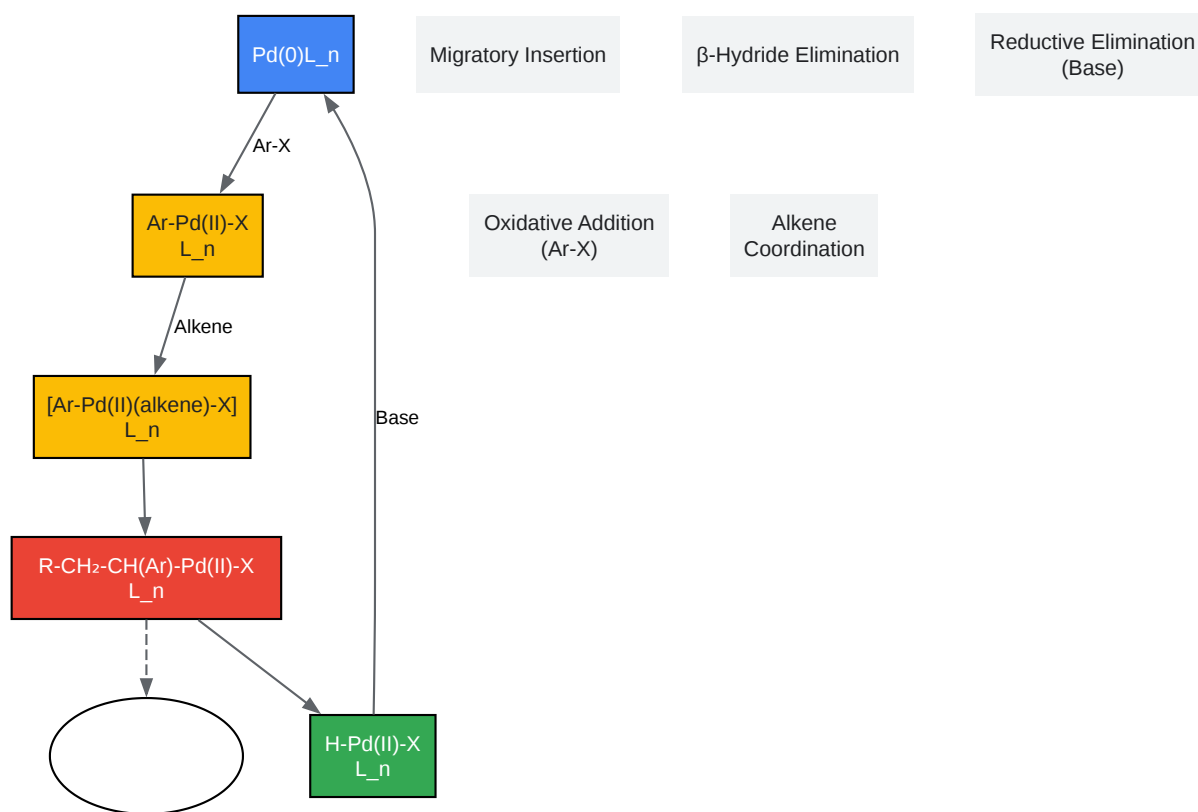 Pd(0)L_n
Migratory Insertion
β-Hydride Elimination
Reductive Elimination
(Base)
Ar-X
Ar-Pd(II)-X
L_n
Oxidative Addition
(Ar-X)
Alkene
Coordination
Alkene
[Ar-Pd(II)(alkene)-X]
L_n
Base
R-CH₂-CH(Ar)-Pd(II)-X
L_n
H-Pd(II)-X
L_n